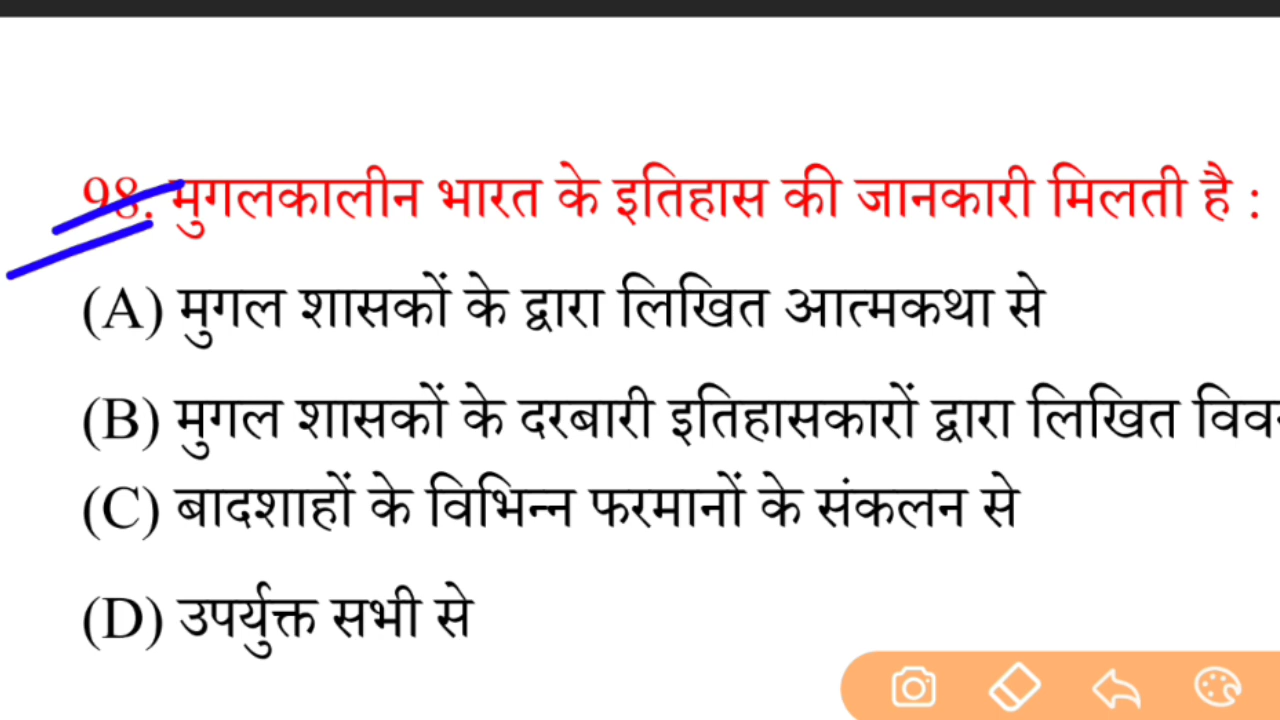 98. मुगलकालीन भारत के इतिहास की जानकारी मिलती है :
(A) मुगल शासकों के द्वारा लिखित आत्मकथा से
(B) मुगल शासकों के दरबारी इतिहासकारों द्वारा लिखित
(C) बादशाहों के विभिन्न फरमानों के संकलन से
(D) उपर्युक्त सभी से